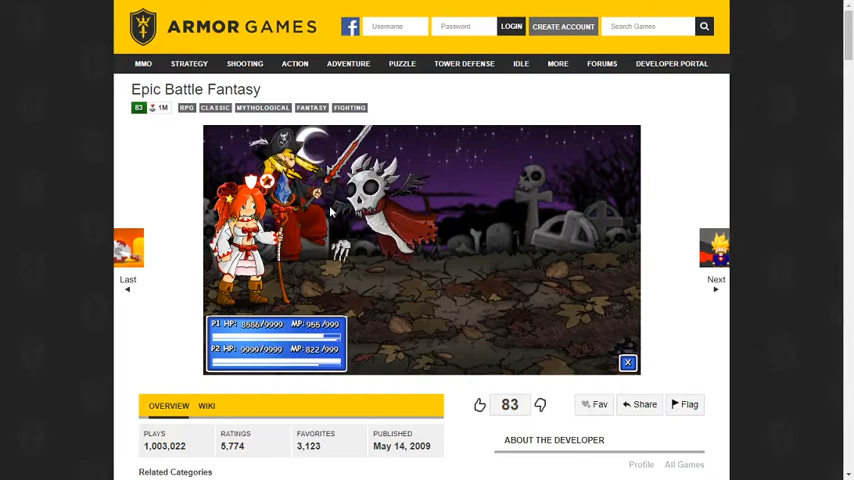 ARMOR GAMES
Username
Password
LOGIN
CREATE ACCOUNT
Search Games
MMO STRATEGY SHOOTING ACTION ADVENTURE PUZZLE TOWER DEFENSE IDLE MORE FORUMS DEVELOPER PORTAL
Epic Battle Fantasy
83 1M RPG CLASSIC MYTHOLOGICAL FANTASY FIGHTING
P1 HP: 8586/9999 MP:955/999
P2 HP: 9999/9999 MP:822/999
X
Last
Next
OVERVIEW WIKI
83
Fav
Share
Flag
PLAYS RATINGS FAVORITES PUBLISHED
1,003,022 5,774 3,123 May 14, 2009
ABOUT THE DEVELOPER
Profile All Games
Related Categories